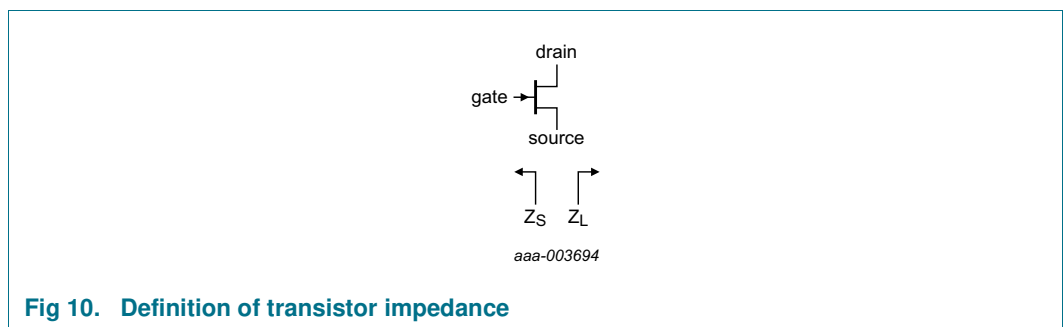 drain
gate
source
ZS ZL
aaa-003694
Fig 10. Definition of transistor impedance